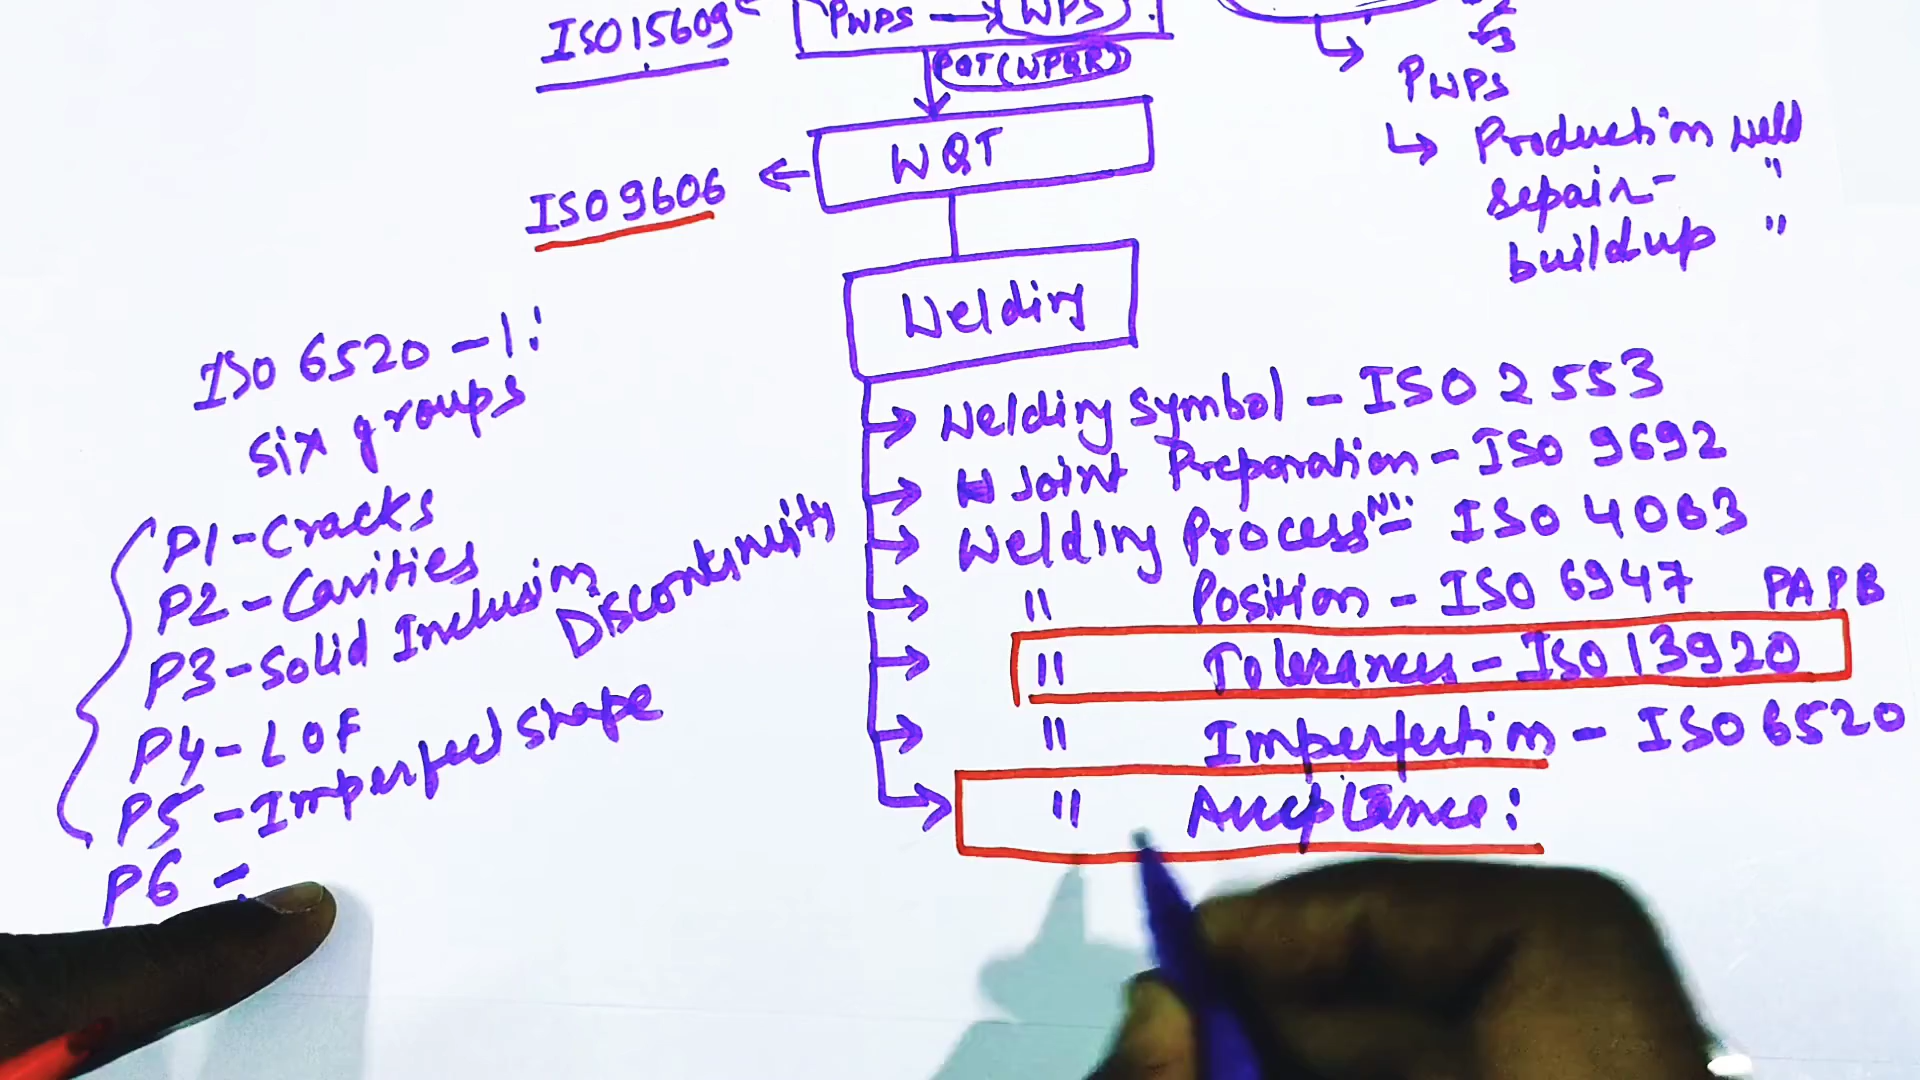 ISO 15609
PWPS → WPS
PQT (WPQR)
WQT
ISO 9606
Welding
PWPS
Production weld
repair- "
buildup "
ISO 6520-1:
six groups
P1-Cracks
P2-Cavities
P3-Solid Inclusion
P4-LOF
P5-Imperfect shape
P6-:
Discontinuity
Welding Symbol - ISO 2553
W Joint Preparation - ISO 9692
Welding Process - ISO 4063
" Position - ISO 6947 PA PB
" Tolerances - ISO 13920
" Imperfection - ISO 6520
" Acceptance: